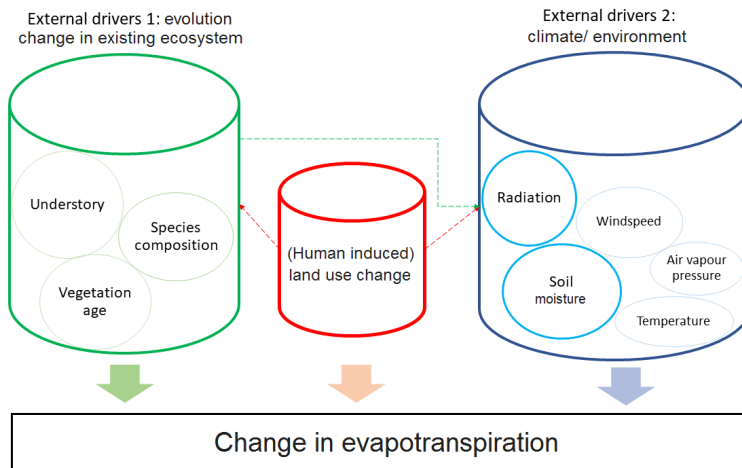 External drivers 1: evolution
change in existing ecosystem
External drivers 2:
climate/ environment
Understory
Species
composition
Vegetation
age
(Human induced)
land use change
Radiation
Windspeed
Air vapour
pressure
Soil
moisture
Temperature
Change in evapotranspiration